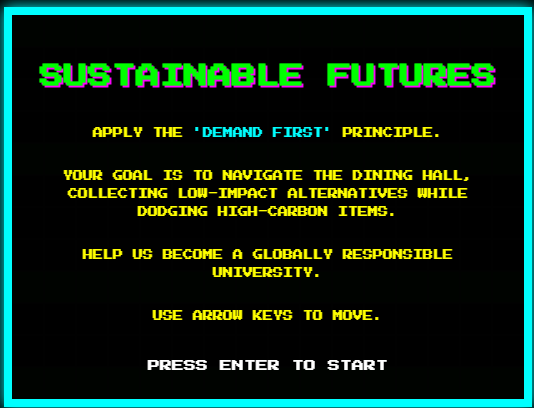 SUSTAINABLE FUTURES
APPLY THE 'DEMAND FIRST' PRINCIPLE.
YOUR GOAL IS TO NAVIGATE THE DINING HALL,
COLLECTING LOW-IMPACT ALTERNATIVES WHILE
DODGING HIGH-CARBON ITEMS.
HELP US BECOME A GLOBALLY RESPONSIBLE
UNIVERSITY.
USE ARROW KEYS TO MOVE.
PRESS ENTER TO START